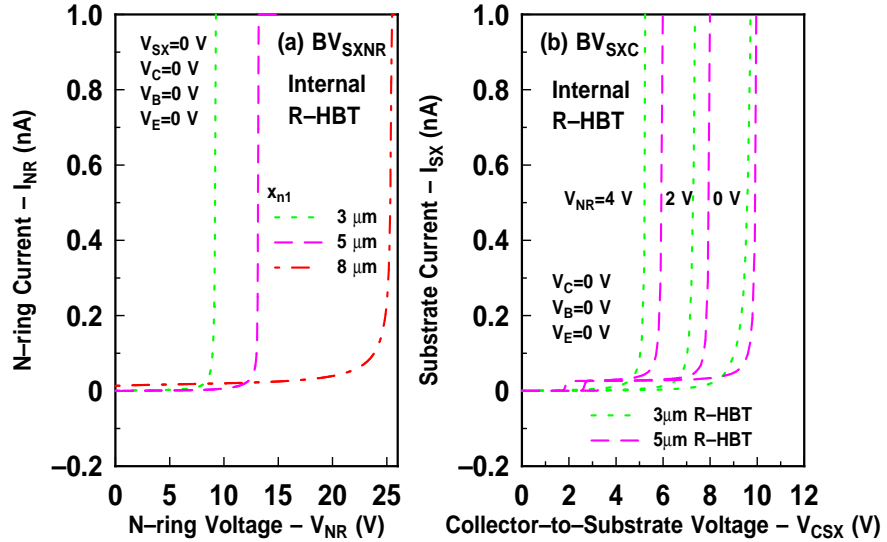 (a) BV_SXNR
V_SX=0 V
V_C=0 V
V_B=0 V
V_E=0 V
Internal
R–HBT
x_n1
3 μm
5 μm
8 μm
N–ring Current – I_NR (nA)
1.0
0.8
0.6
0.4
0.2
0
−0.2
0 5 10 15 20 25
N–ring Voltage – V_NR (V)
(b) BV_SXC
Internal
R–HBT
V_NR=4 V 2 V 0 V
V_C=0 V
V_B=0 V
V_E=0 V
3μm R–HBT
5μm R–HBT
Substrate Current – I_SX (nA)
1.0
0.8
0.6
0.4
0.2
0
−0.2
0 2 4 6 8 10 12
Collector–to–Substrate Voltage – V_CSX (V)